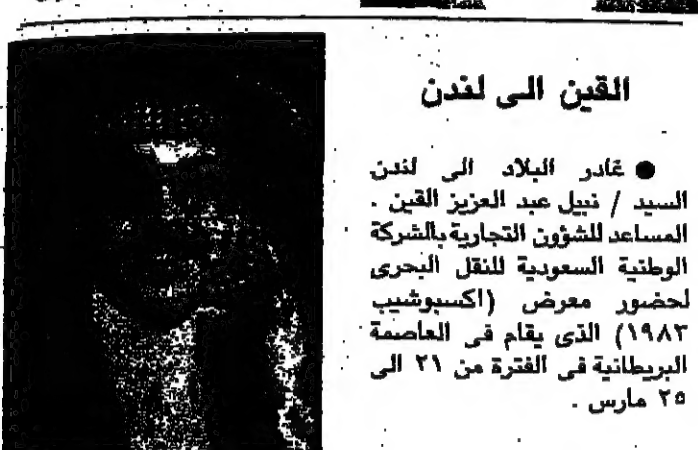 القين الى لندن
● غادر البلاد الى لندن
السيد / نبيل عبد العزيز القين .
المساعد للشؤون التجارية بالشركة
الوطنية السعودية للنقل البحرى
لحضور معرض (اكسبوشيب
١٩٨٣) الذى يقام فى العاصمة
البريطانية فى الفترة من ٢١ الى
٢٥ مارس .